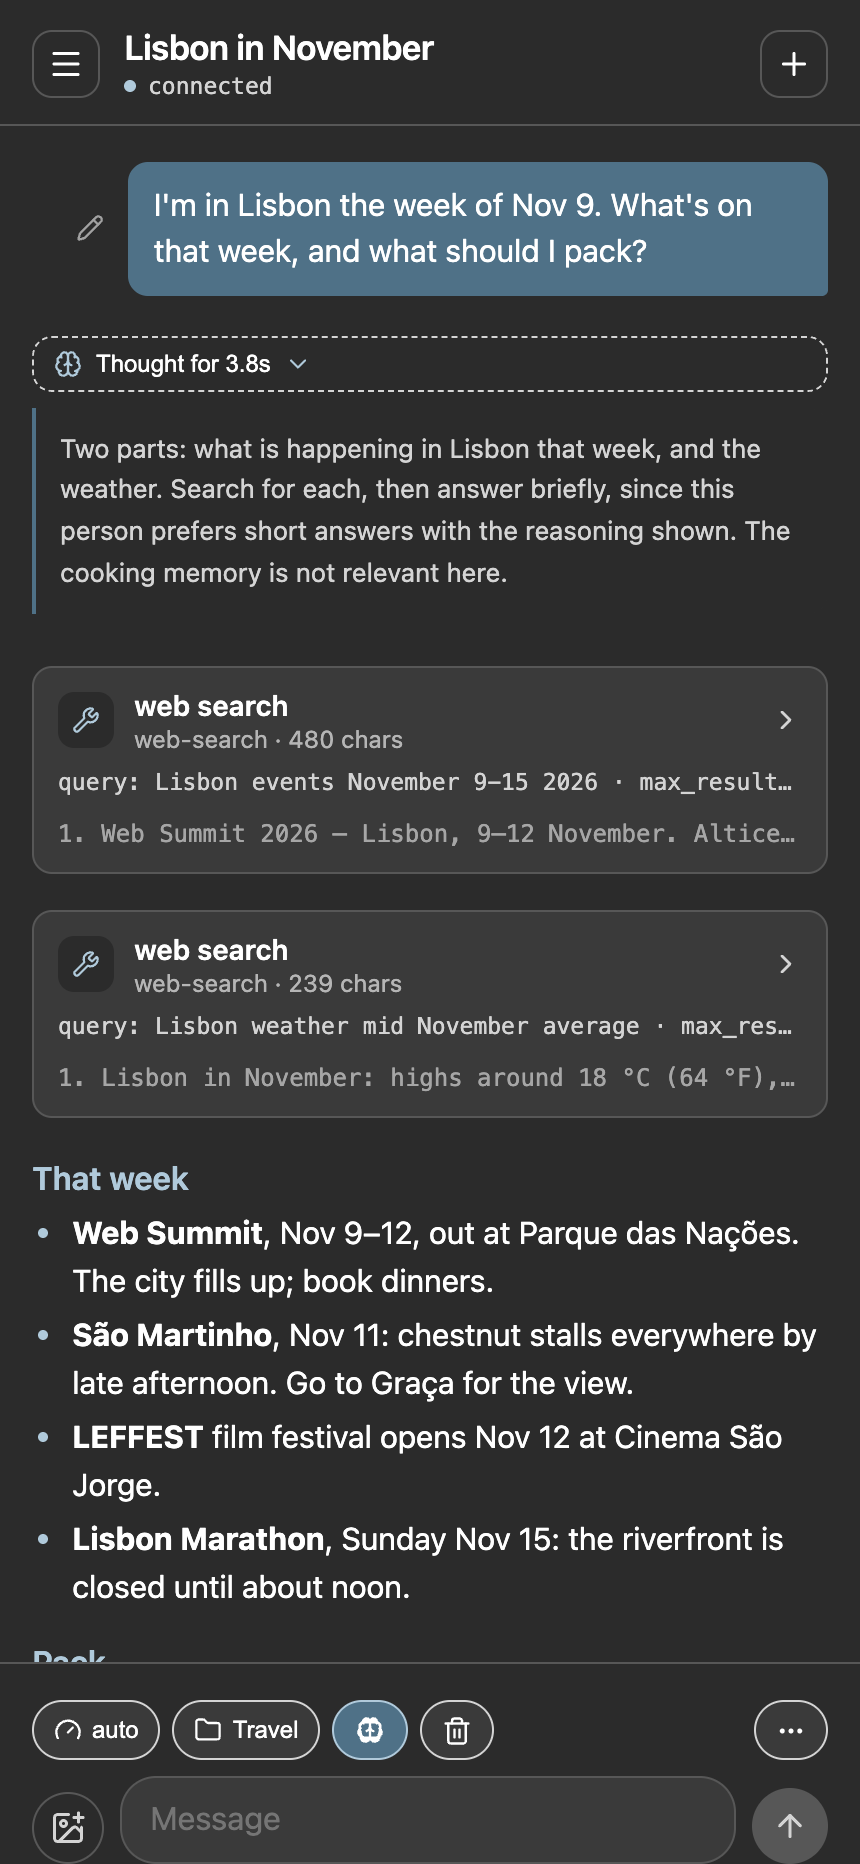 Lisbon in November
connected
I'm in Lisbon the week of Nov 9. What's on
that week, and what should I pack?
Thought for 3.8s
Two parts: what is happening in Lisbon that week, and the
weather. Search for each, then answer briefly, since this
person prefers short answers with the reasoning shown. The
cooking memory is not relevant here.
web search
web-search · 480 chars
query: Lisbon events November 9–15 2026 · max_result…
1. Web Summit 2026 — Lisbon, 9–12 November. Altice…
web search
web-search · 239 chars
query: Lisbon weather mid November average · max_res…
1. Lisbon in November: highs around 18 °C (64 °F),…
That week
• Web Summit, Nov 9–12, out at Parque das Nações.
The city fills up; book dinners.
• São Martinho, Nov 11: chestnut stalls everywhere by
late afternoon. Go to Graça for the view.
• LEFFEST film festival opens Nov 12 at Cinema São
Jorge.
• Lisbon Marathon, Sunday Nov 15: the riverfront is
closed until about noon.
Pack
auto
Travel
Message